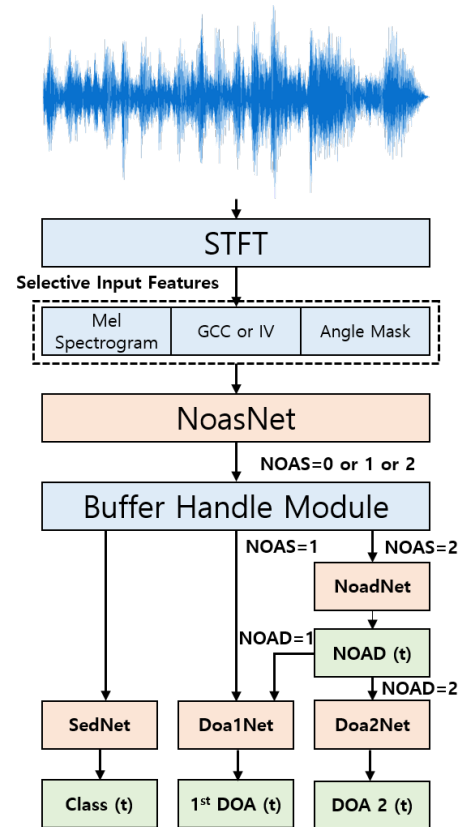 STFT
Selective Input Features
Mel
Spectrogram
GCC or IV
Angle Mask
NoasNet
NOAS=0 or 1 or 2
Buffer Handle Module
NOAS=1
NOAS=2
NoadNet
NOAD=1
NOAD (t)
NOAD=2
SedNet
Doa1Net
Doa2Net
Class (t)
1st DOA (t)
DOA 2 (t)